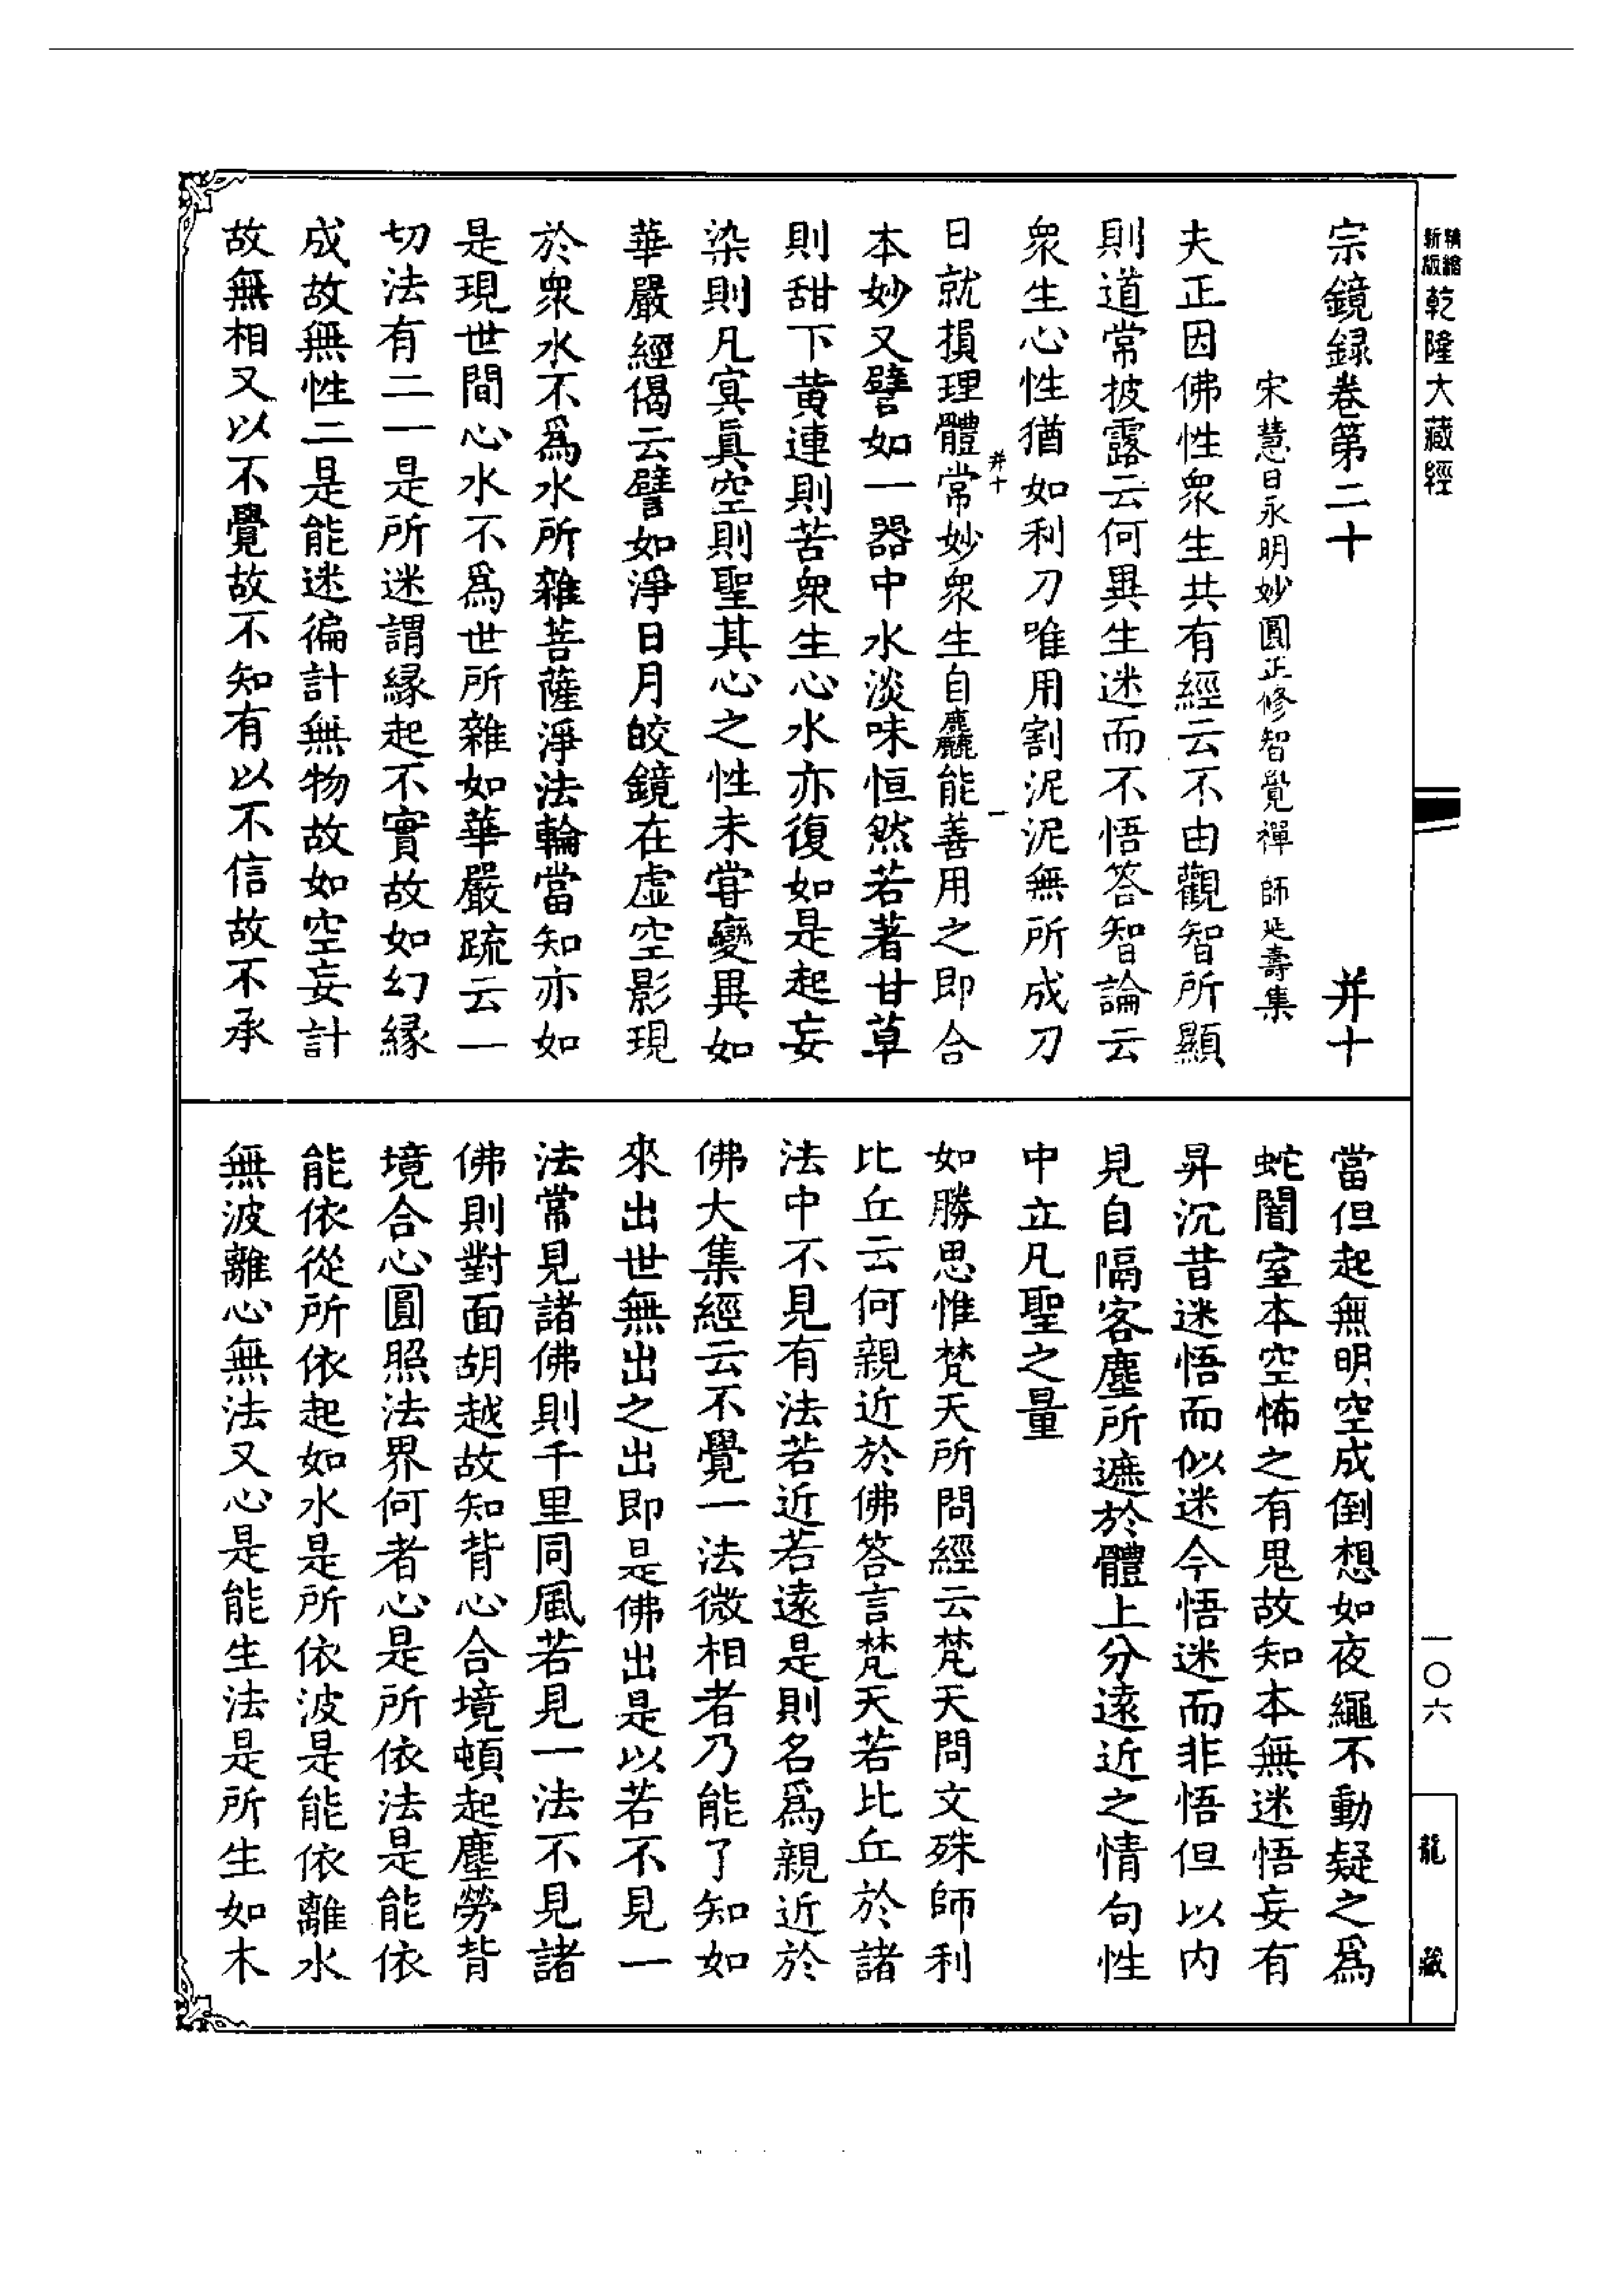 精縮新版乾隆大藏經
宗鏡録卷第二十 并十
宋慧日永明妙圓正修智覺禪師延壽集
夫正因佛性衆生共有經云不由觀智所顯
則道常披露云何異生迷而不悟答智論云
衆生心性猶如利刀唯用割泥泥無所成刀
日就損理體常妙衆生自麤能善用之即合
并十 一
本妙又譬如一器中水淡味恒然若著甘草
則甜下黄連則苦衆生心水亦復如是起妄
染則凡冥眞空則聖其心之性未甞變異如
華嚴經偈云譬如淨日月皎鏡在虚空影現
於衆水不爲水所雜菩薩淨法輪當知亦如
是現世間心水不爲世所雜如華嚴疏云一
切法有二一是所迷謂緣起不實故如幻緣
成故無性二是能迷徧計無物故如空妄計
故無相又以不覺故不知有以不信故不承
當但起無明空成倒想如夜繩不動疑之爲
蛇闇室本空怖之有鬼故知本無迷悟妄有
昇沉昔迷悟而似迷今悟迷而非悟但以内
見自隔客塵所遮於體上分遠近之情句性
中立凡聖之量
如勝思惟梵天所問經云梵天問文殊師利
比丘云何親近於佛答言梵天若比丘於諸
法中不見有法若近若遠是則名爲親近於
佛大集經云不覺一法微相者乃能了知如
來出世無出之出即是佛出是以若不見一
法常見諸佛則千里同風若見一法不見諸
佛則對面胡越故知背心合境頓起塵勞背
境合心圓照法界何者心是所依法是能依
能依從所依起如水是所依波是能依離水
無波離心無法又心是能生法是所生如木
一〇六
龍藏